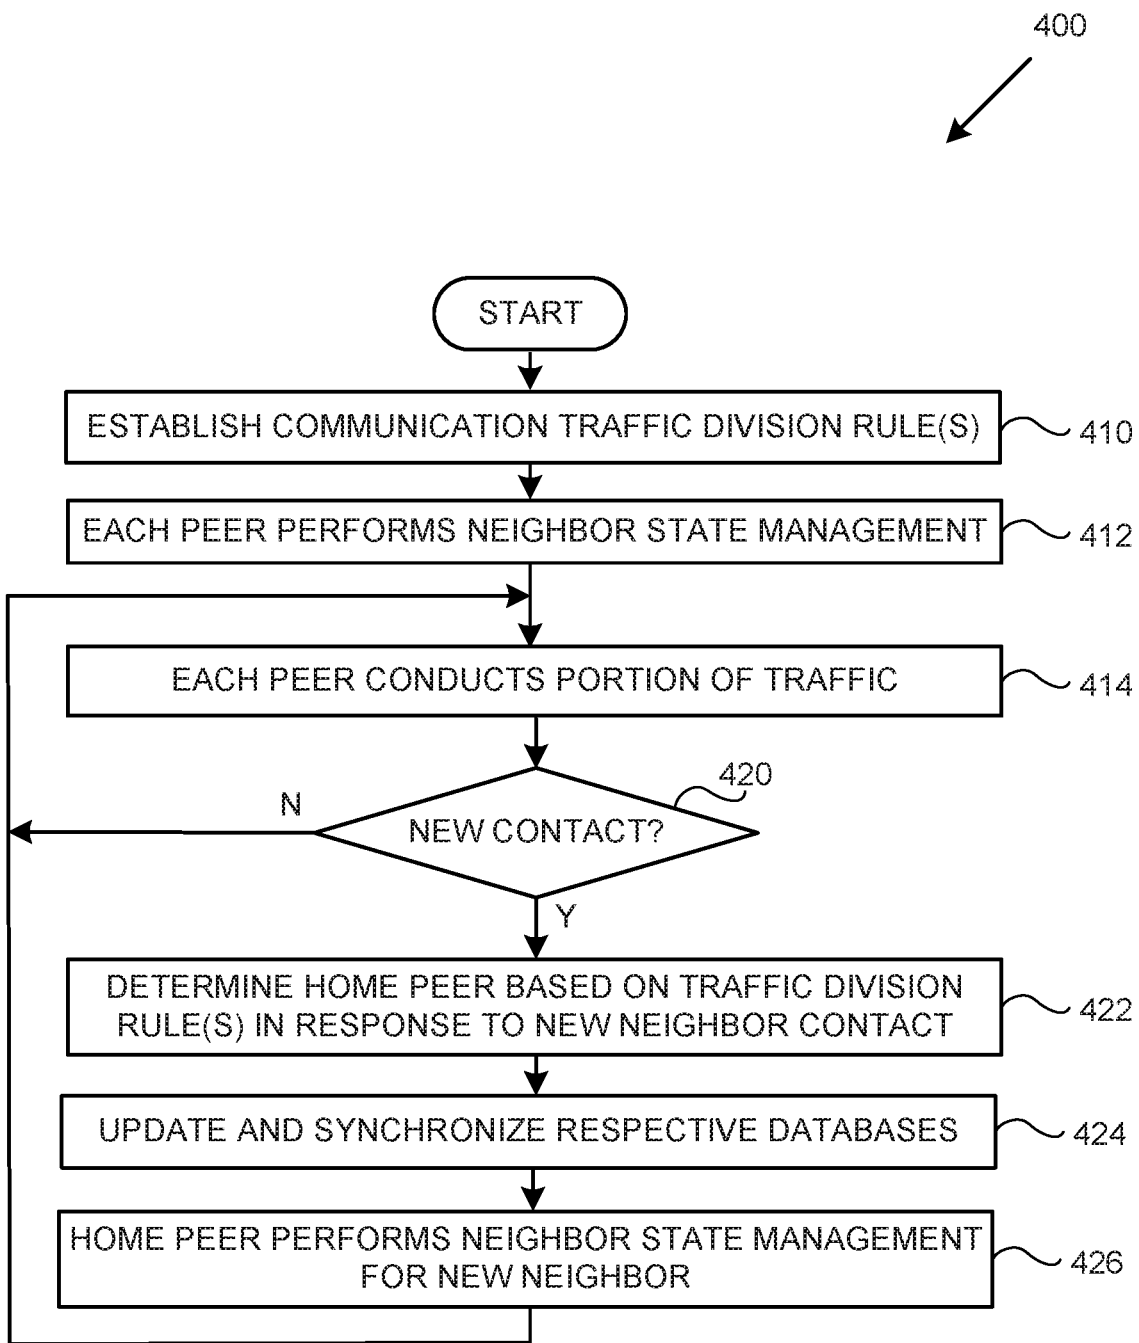 400
START
ESTABLISH COMMUNICATION TRAFFIC DIVISION RULE(S)
410
EACH PEER PERFORMS NEIGHBOR STATE MANAGEMENT
412
EACH PEER CONDUCTS PORTION OF TRAFFIC
414
420
N
NEW CONTACT?
Y
DETERMINE HOME PEER BASED ON TRAFFIC DIVISION
RULE(S) IN RESPONSE TO NEW NEIGHBOR CONTACT
422
UPDATE AND SYNCHRONIZE RESPECTIVE DATABASES
424
HOME PEER PERFORMS NEIGHBOR STATE MANAGEMENT
FOR NEW NEIGHBOR
426